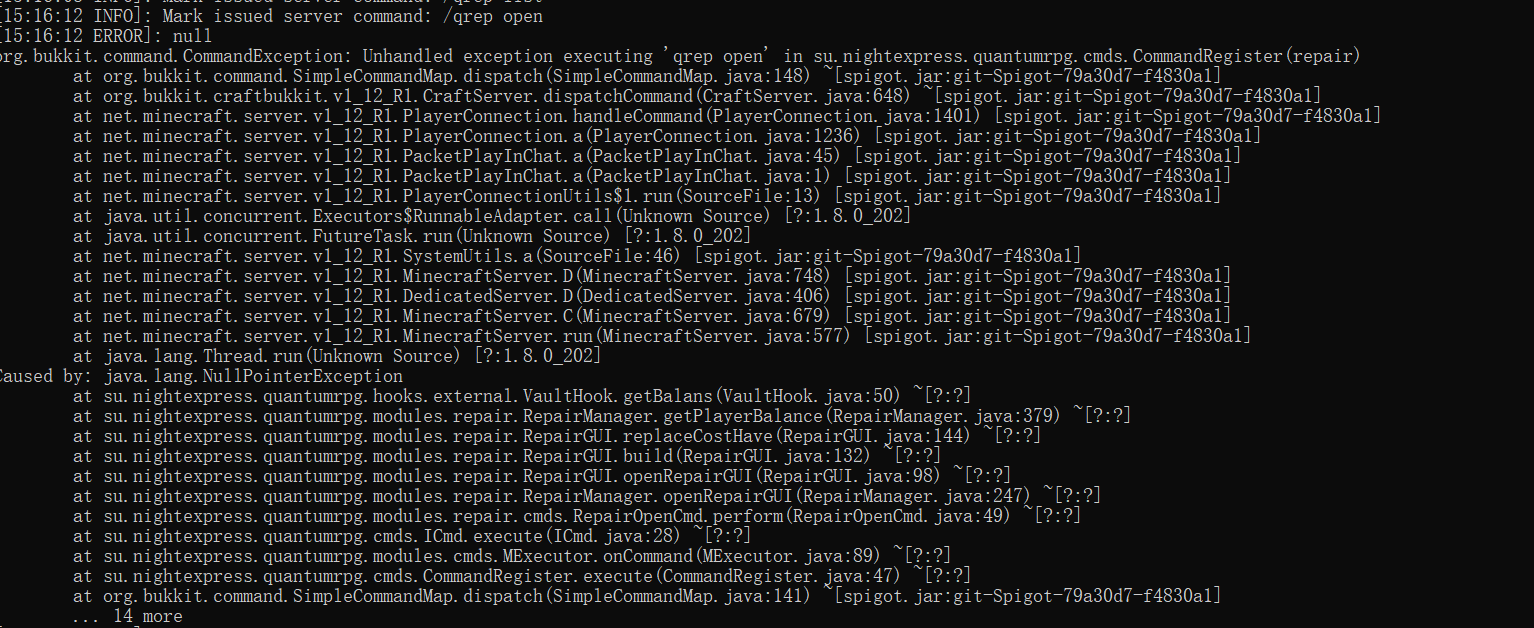 INFO]: Mark issued server command: /qrep list
[15:16:12 INFO]: Mark issued server command: /qrep open
[15:16:12 ERROR]: null
org.bukkit.command.CommandException: Unhandled exception executing 'qrep open' in su.nightexpress.quantumrpg.cmds.CommandRegister(repair)
at org.bukkit.command.SimpleCommandMap.dispatch(SimpleCommandMap.java:148) ~[spigot.jar:git-Spigot-79a30d7-f4830a1]
at org.bukkit.craftbukkit.v1_12_R1.CraftServer.dispatchCommand(CraftServer.java:648) ~[spigot.jar:git-Spigot-79a30d7-f4830a1]
at net.minecraft.server.v1_12_R1.PlayerConnection.handleCommand(PlayerConnection.java:1401) [spigot.jar:git-Spigot-79a30d7-f4830a1]
at net.minecraft.server.v1_12_R1.PlayerConnection.a(PlayerConnection.java:1236) [spigot.jar:git-Spigot-79a30d7-f4830a1]
at net.minecraft.server.v1_12_R1.PacketPlayInChat.a(PacketPlayInChat.java:45) [spigot.jar:git-Spigot-79a30d7-f4830a1]
at net.minecraft.server.v1_12_R1.PacketPlayInChat.a(PacketPlayInChat.java:1) [spigot.jar:git-Spigot-79a30d7-f4830a1]
at net.minecraft.server.v1_12_R1.PlayerConnectionUtils$1.run(SourceFile:13) [spigot.jar:git-Spigot-79a30d7-f4830a1]
at java.util.concurrent.Executors$RunnableAdapter.call(Unknown Source) [?:1.8.0_202]
at java.util.concurrent.FutureTask.run(Unknown Source) [?:1.8.0_202]
at net.minecraft.server.v1_12_R1.SystemUtils.a(SourceFile:46) [spigot.jar:git-Spigot-79a30d7-f4830a1]
at net.minecraft.server.v1_12_R1.MinecraftServer.D(MinecraftServer.java:748) [spigot.jar:git-Spigot-79a30d7-f4830a1]
at net.minecraft.server.v1_12_R1.DedicatedServer.D(DedicatedServer.java:406) [spigot.jar:git-Spigot-79a30d7-f4830a1]
at net.minecraft.server.v1_12_R1.MinecraftServer.C(MinecraftServer.java:679) [spigot.jar:git-Spigot-79a30d7-f4830a1]
at net.minecraft.server.v1_12_R1.MinecraftServer.run(MinecraftServer.java:577) [spigot.jar:git-Spigot-79a30d7-f4830a1]
at java.lang.Thread.run(Unknown Source) [?:1.8.0_202]
Caused by: java.lang.NullPointerException
at su.nightexpress.quantumrpg.hooks.external.VaultHook.getBalans(VaultHook.java:50) ~[?:?]
at su.nightexpress.quantumrpg.modules.repair.RepairManager.getPlayerBalance(RepairManager.java:379) ~[?:?]
at su.nightexpress.quantumrpg.modules.repair.RepairGUI.replaceCostHave(RepairGUI.java:144) ~[?:?]
at su.nightexpress.quantumrpg.modules.repair.RepairGUI.build(RepairGUI.java:132) ~[?:?]
at su.nightexpress.quantumrpg.modules.repair.RepairGUI.openRepairGUI(RepairGUI.java:98) ~[?:?]
at su.nightexpress.quantumrpg.modules.repair.RepairManager.openRepairGUI(RepairManager.java:247) ~[?:?]
at su.nightexpress.quantumrpg.modules.repair.cmds.RepairOpenCmd.perform(RepairOpenCmd.java:49) ~[?:?]
at su.nightexpress.quantumrpg.cmds.ICmd.execute(ICmd.java:28) ~[?:?]
at su.nightexpress.quantumrpg.modules.cmds.MExecutor.onCommand(MExecutor.java:89) ~[?:?]
at su.nightexpress.quantumrpg.cmds.CommandRegister.execute(CommandRegister.java:47) ~[?:?]
at org.bukkit.command.SimpleCommandMap.dispatch(SimpleCommandMap.java:141) ~[spigot.jar:git-Spigot-79a30d7-f4830a1]
... 14 more